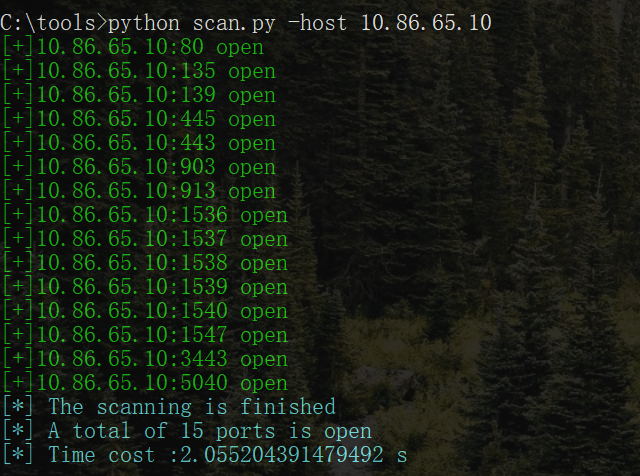 C:\tools>python scan.py -host 10.86.65.10
[+]10.86.65.10:80 open
[+]10.86.65.10:135 open
[+]10.86.65.10:139 open
[+]10.86.65.10:445 open
[+]10.86.65.10:443 open
[+]10.86.65.10:903 open
[+]10.86.65.10:913 open
[+]10.86.65.10:1536 open
[+]10.86.65.10:1537 open
[+]10.86.65.10:1538 open
[+]10.86.65.10:1539 open
[+]10.86.65.10:1540 open
[+]10.86.65.10:1547 open
[+]10.86.65.10:3443 open
[+]10.86.65.10:5040 open
[*] The scanning is finished
[*] A total of 15 ports is open
[*] Time cost :2.055204391479492 s